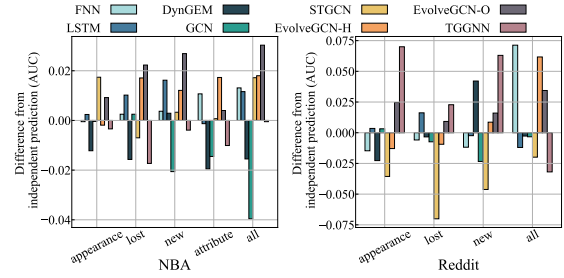 FNN
DynGEM
STGCN
EvolveGCN-O
LSTM
GCN
EvolveGCN-H
TGGNN
Difference from
independent prediction (AUC)
0.02
0.00
−0.02
−0.04
appearance
lost
new
attribute
all
NBA
Difference from
independent prediction (AUC)
0.075
0.050
0.025
0.000
−0.025
−0.050
−0.075
appearance
lost
new
all
Reddit